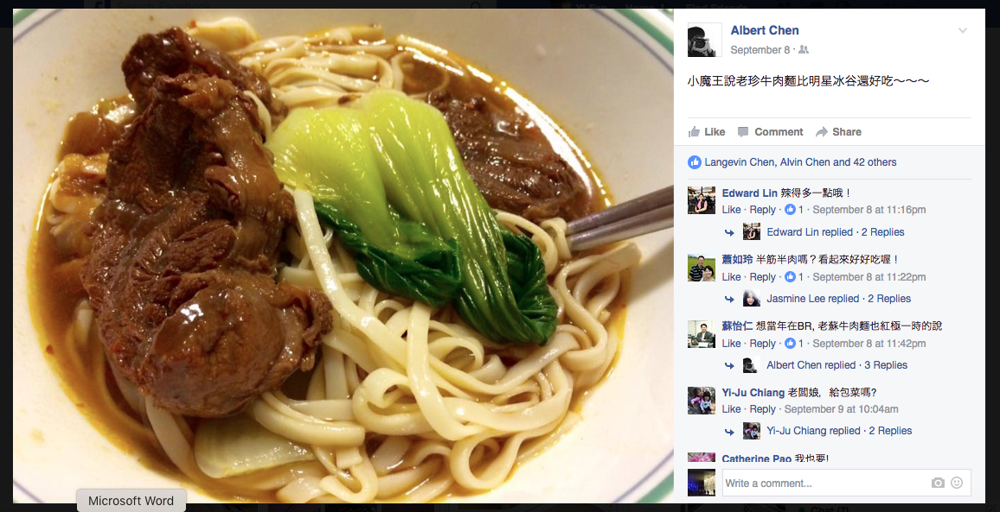 Albert Chen
September 8 ·
小魔王說老珍牛肉麵比明星冰谷還好吃～～～
Like Comment Share
Langevin Chen, Alvin Chen and 42 others
Edward Lin 辣得多一點哦！
Like · Reply · 1 · September 8 at 11:16pm
Edward Lin replied · 2 Replies
蕭如玲 半筋半肉嗎？看起來好好吃喔！
Like · Reply · 1 · September 8 at 11:22pm
Jasmine Lee replied · 2 Replies
蘇怡仁 想當年在BR, 老蘇牛肉麵也紅極一時的說
Like · Reply · 1 · September 8 at 11:42pm
Albert Chen replied · 3 Replies
Yi-Ju Chiang 老闆娘，給包菜嗎?
Like · Reply · September 9 at 10:04am
Yi-Ju Chiang replied · 2 Replies
Catherine Pao 我也要!
Write a comment...
Microsoft Word